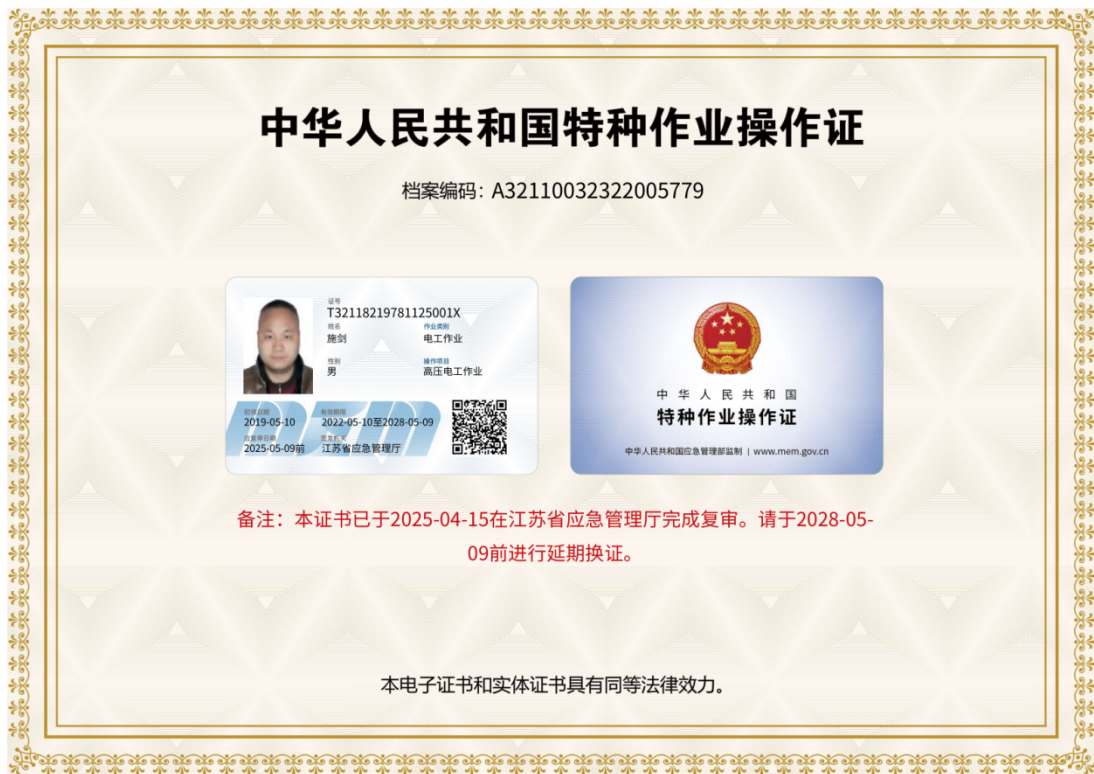 中华人民共和国特种作业操作证
档案编码：A32110032322005779
证号
T32118219781125001X
姓名
施剑
作业类别
电工作业
性别
男
操作项目
高压电工作业
初领日期
2019-05-10
有效期限
2022-05-10至2028-05-09
应复审日期
2025-05-09前
签发机关
江苏省应急管理厅
中华人民共和国
特种作业操作证
中华人民共和国应急管理部监制 | www.mem.gov.cn
备注：本证书已于2025-04-15在江苏省应急管理厅完成复审。请于2028-05-
09前进行延期换证。
本电子证书和实体证书具有同等法律效力。